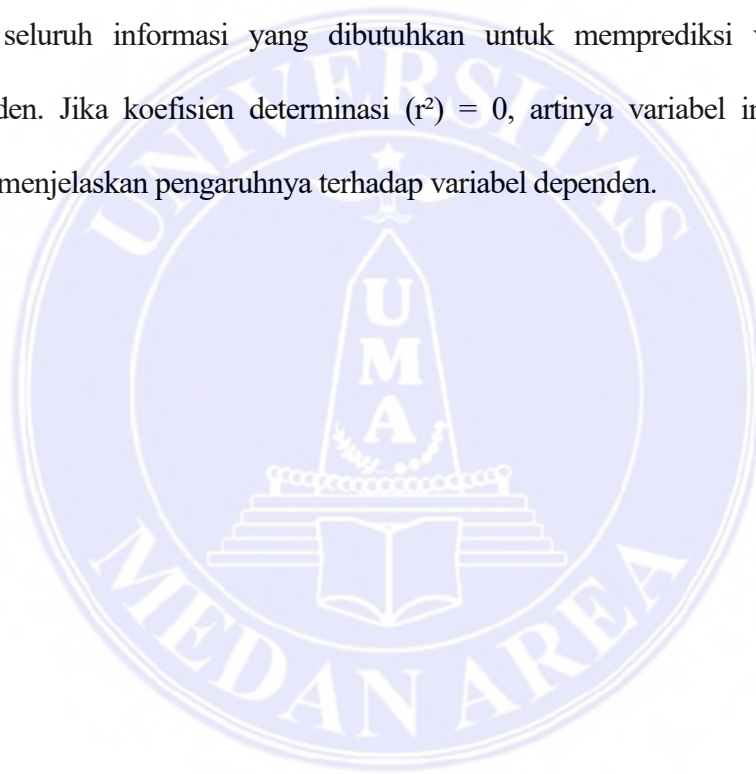 seluruh informasi yang dibutuhkan untuk memprediksi
den. Jika koefisien determinasi (r²) = 0, artinya variabel
menjelaskan pengaruhnya terhadap variabel dependen.
UNIVERSITAS
UMA
MEDAN AREA